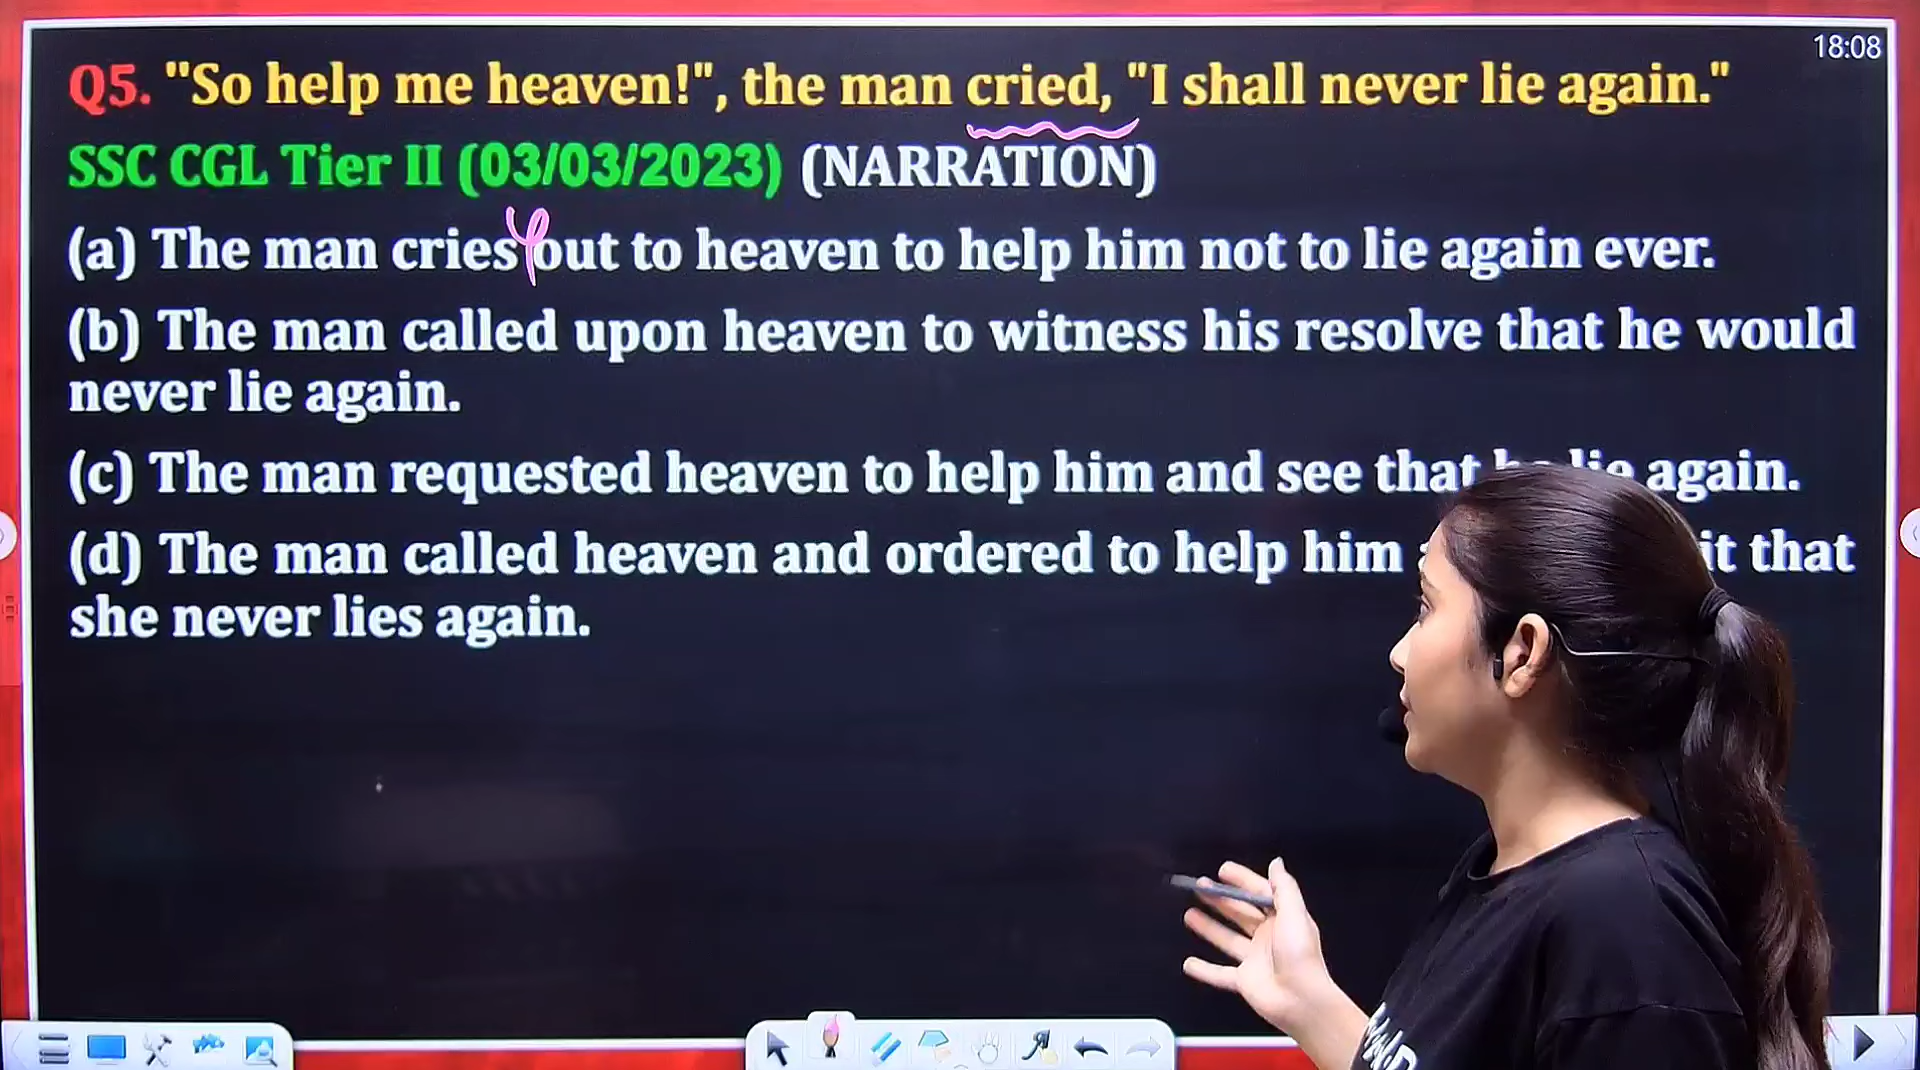 18:08
Q5. "So help me heaven!", the man cried, "I shall never lie again."
SSC CGL Tier II (03/03/2023) (NARRATION)
(a) The man cries out to heaven to help him not to lie again ever.
(b) The man called upon heaven to witness his resolve that he would
never lie again.
(c) The man requested heaven to help him and see that he lie again.
(d) The man called heaven and ordered to help him it that
she never lies again.